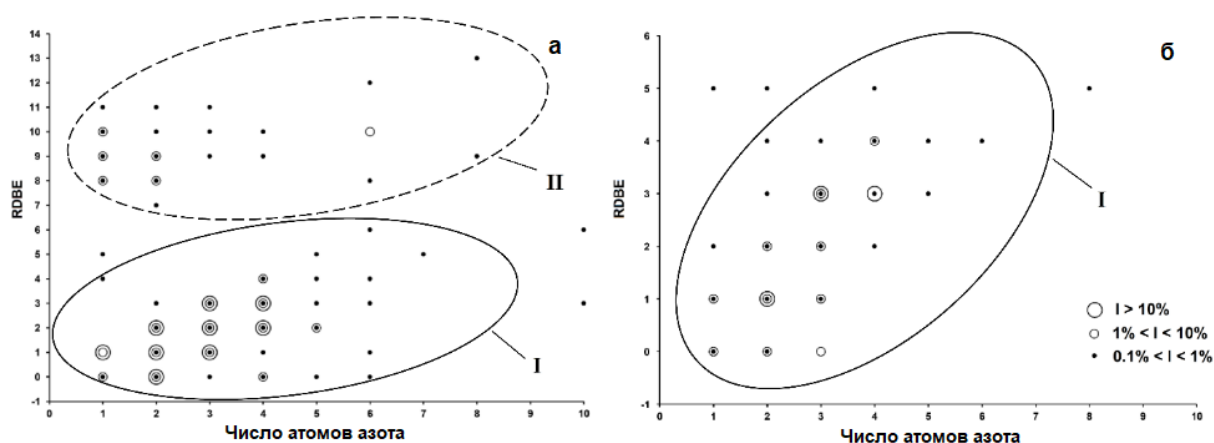 а
RDBE
14
13
12
11
10
9
8
7
6
5
4
3
2
1
0
-1
0 1 2 3 4 5 6 7 8 9 10
Число атомов азота
II
I
б
RDBE
6
5
4
3
2
1
0
-1
0 1 2 3 4 5 6 7 8 9 10
Число атомов азота
I
I > 10%
1% < I < 10%
0.1% < I < 1%